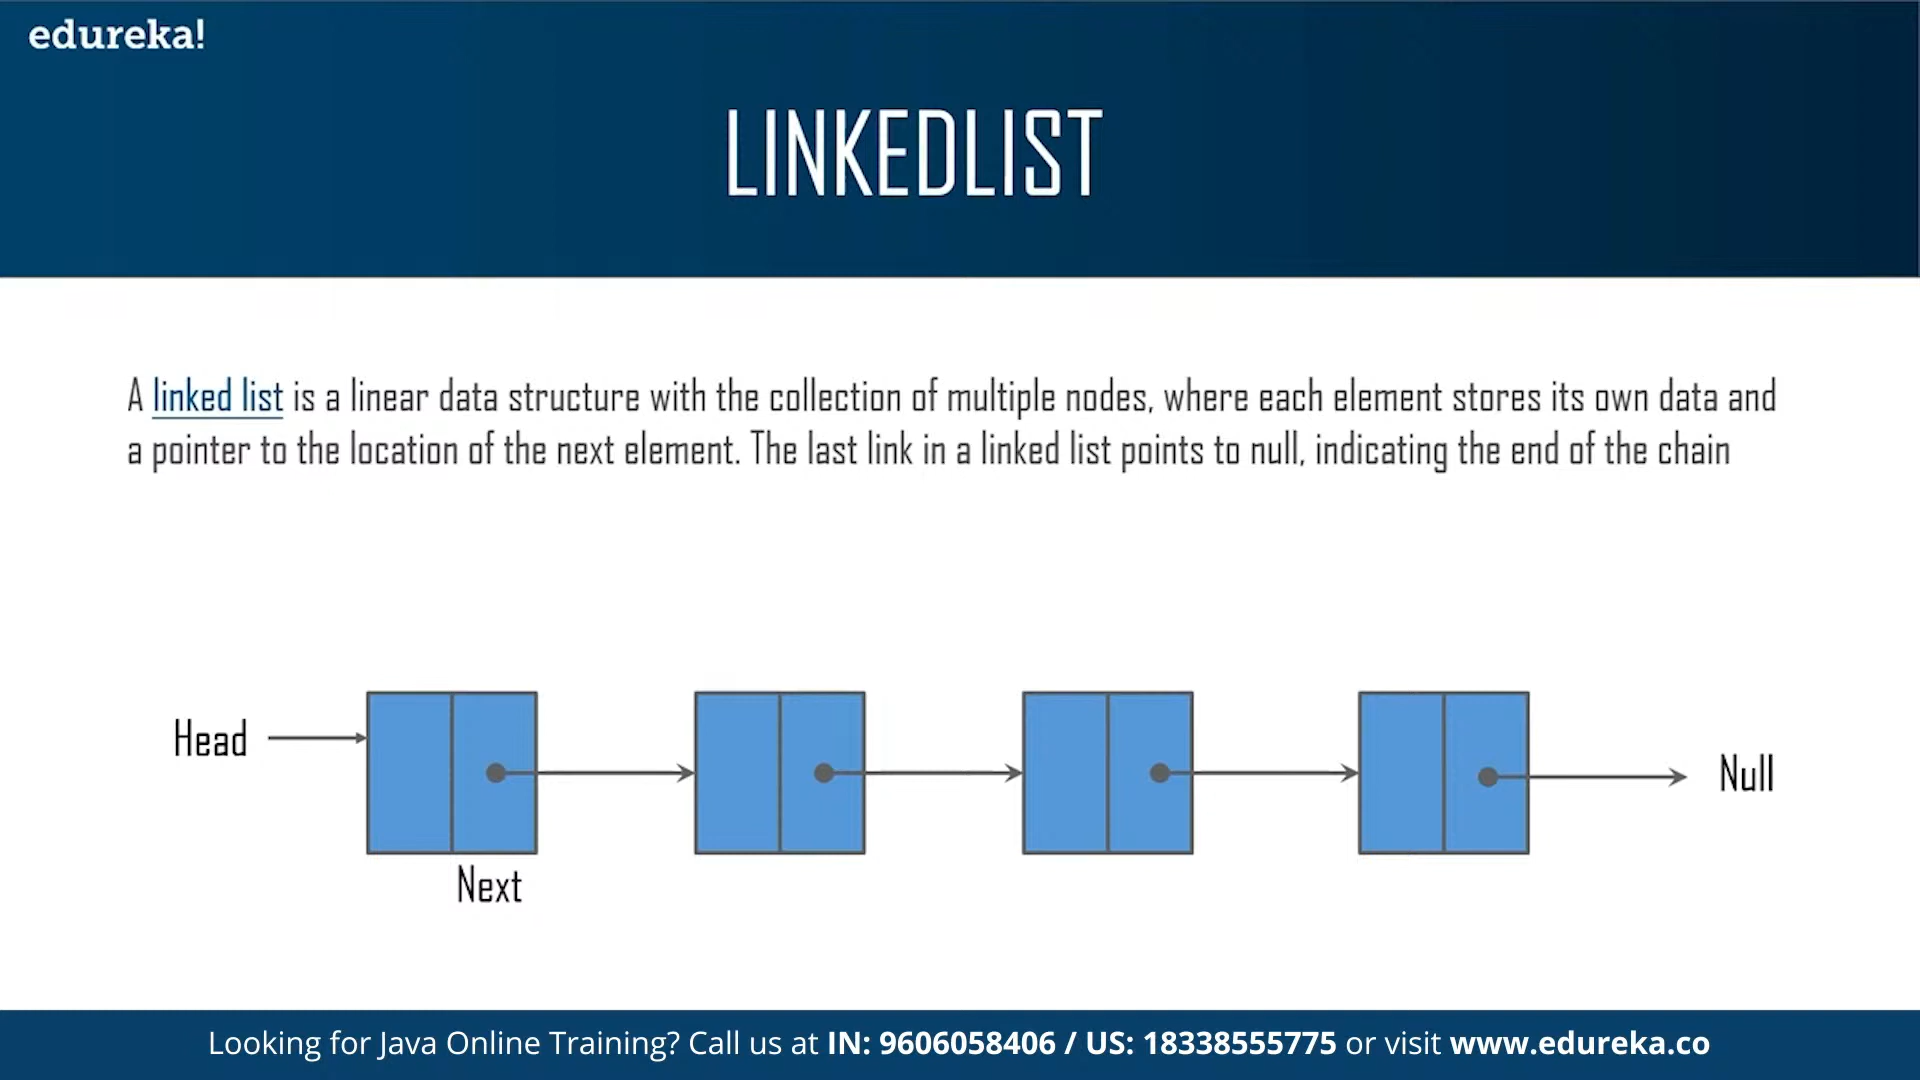 edureka!
LINKEDLIST
A linked list is a linear data structure with the collection of multiple nodes, where each element stores its own data and
a pointer to the location of the next element. The last link in a linked list points to null, indicating the end of the chain
Head
Null
Next
Looking for Java Online Training? Call us at IN: 9606058406 / US: 18338555775 or visit www.edureka.co